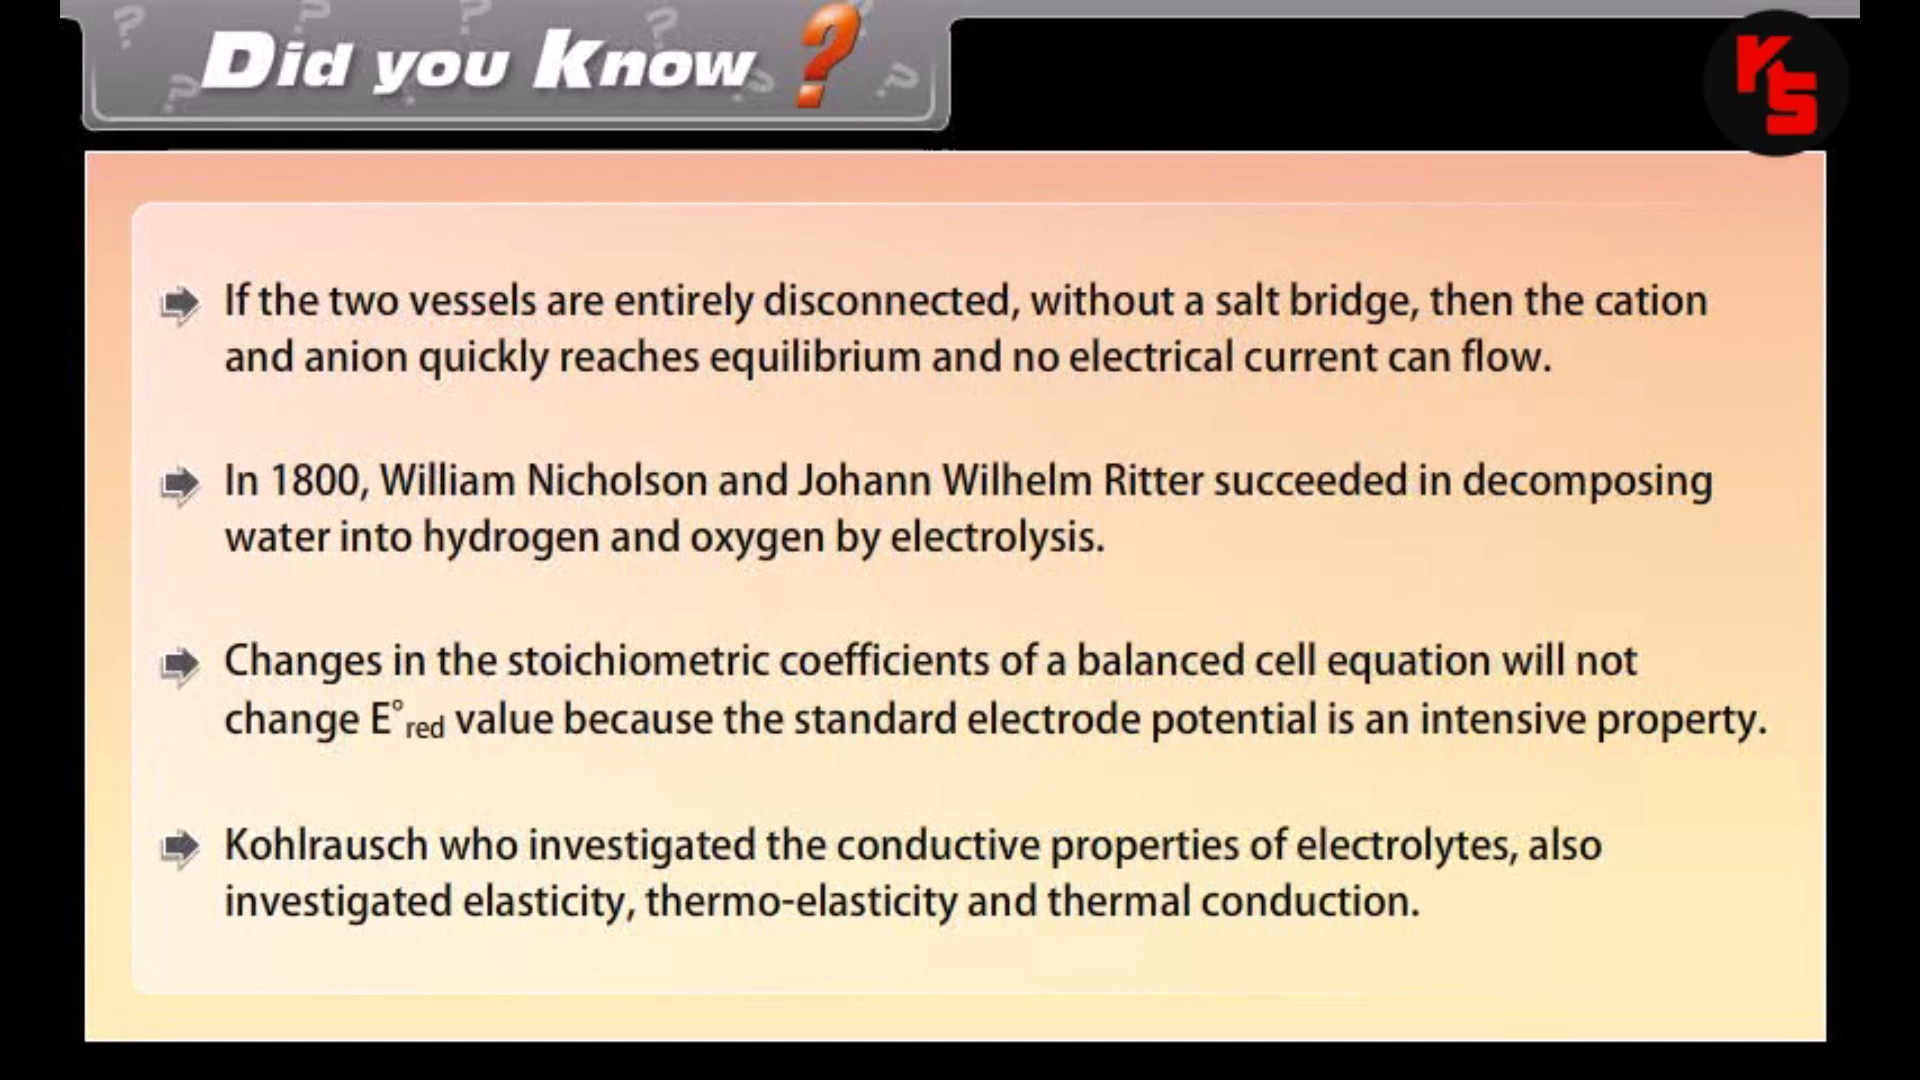 Did you Know ?
YS
If the two vessels are entirely disconnected, without a salt bridge, then the cation
and anion quickly reaches equilibrium and no electrical current can flow.
In 1800, William Nicholson and Johann Wilhelm Ritter succeeded in decomposing
water into hydrogen and oxygen by electrolysis.
Changes in the stoichiometric coefficients of a balanced cell equation will not
change E°red value because the standard electrode potential is an intensive property.
Kohlrausch who investigated the conductive properties of electrolytes, also
investigated elasticity, thermo-elasticity and thermal conduction.